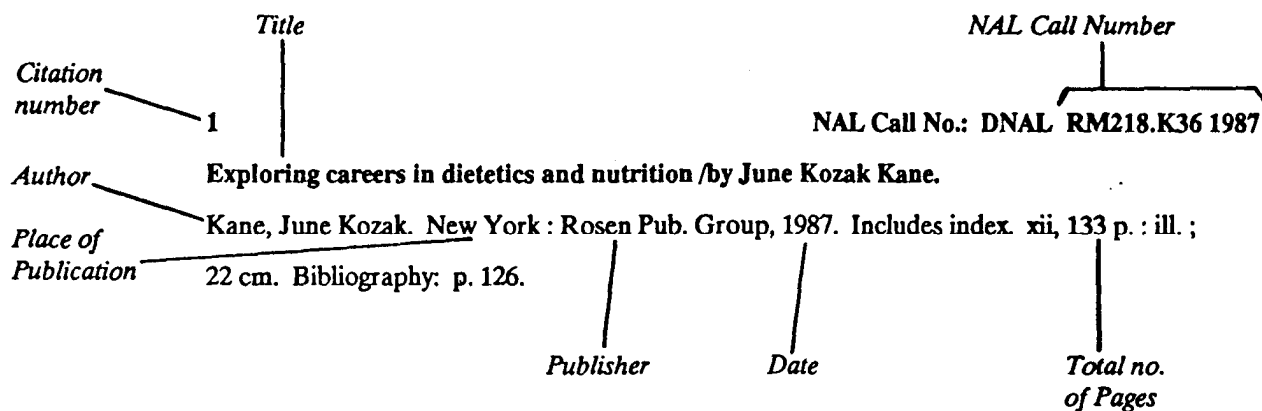 Title
NAL Call Number
Citation
number
1
NAL Call No.: DNAL RM218.K36 1987
Exploring careers in dietetics and nutrition /by June Kozak Kane.
Author
Kane, June Kozak. New York : Rosen Pub. Group, 1987. Includes index. xii, 133 p. : ill. ;
Place of
Publication
22 cm. Bibliography: p. 126.
Publisher
Date
Total no.
of Pages